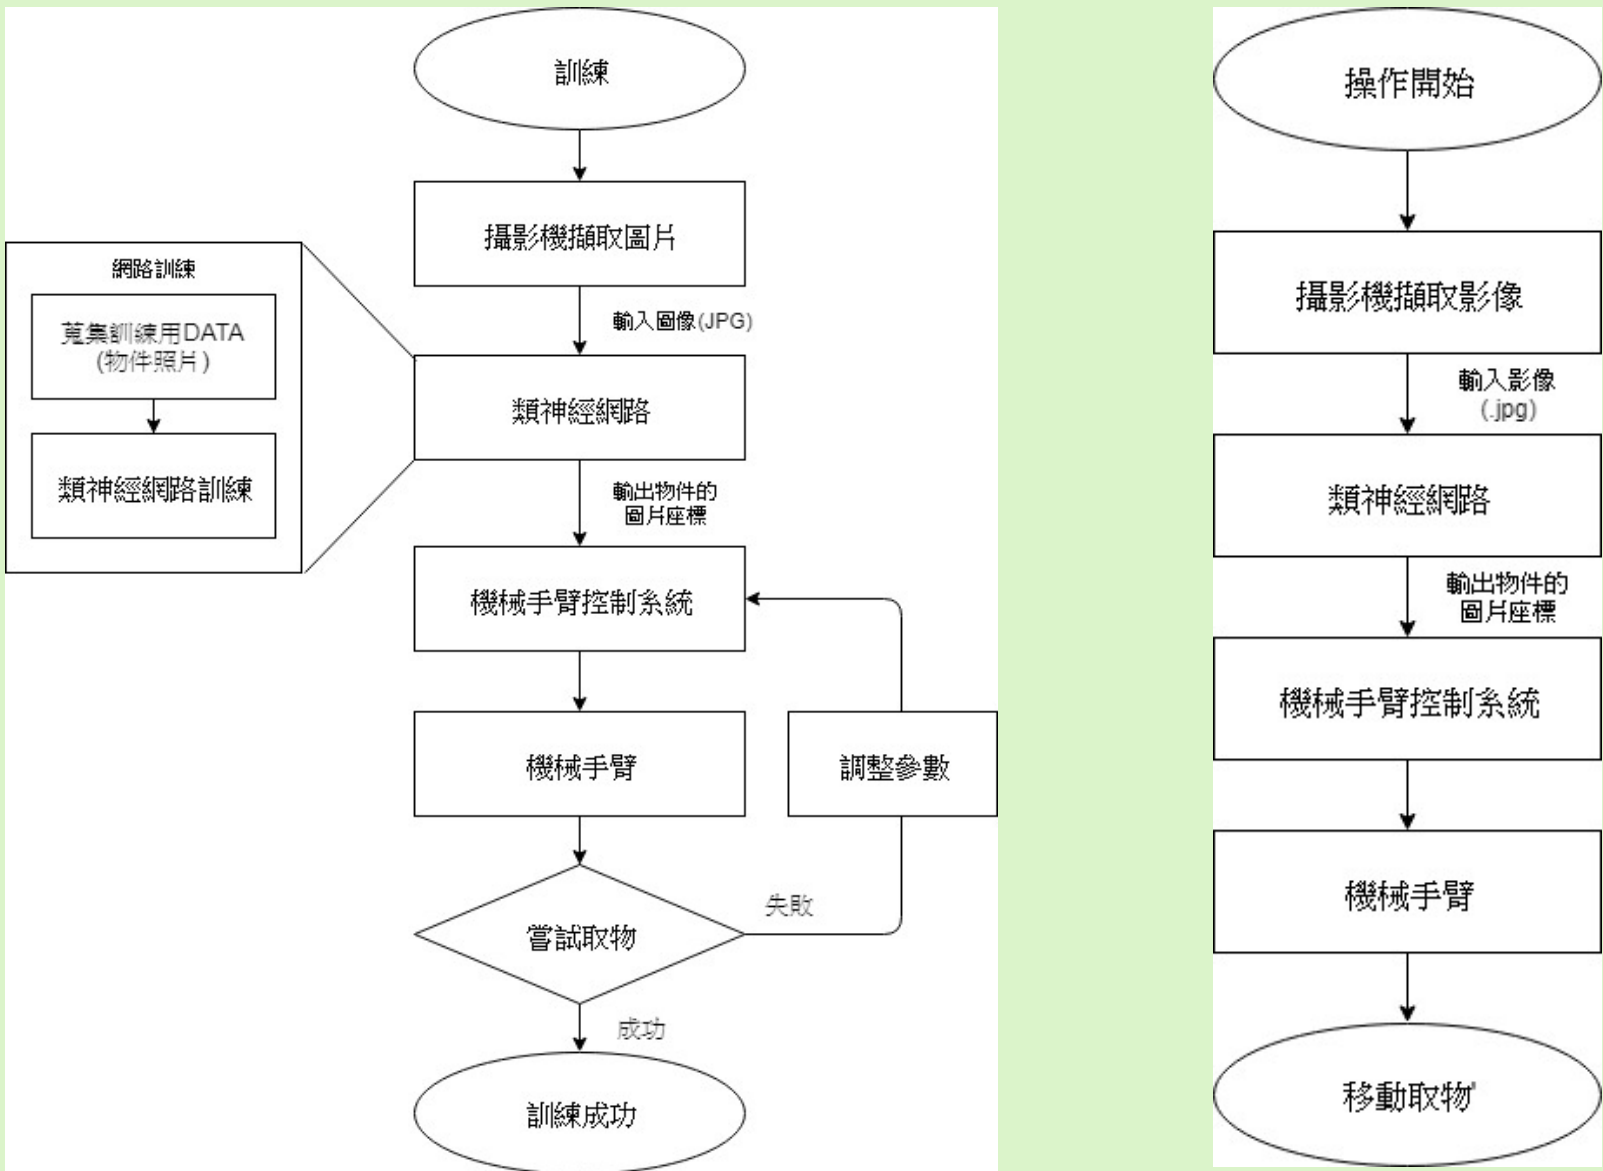 訓練
攝影機擷取圖片
輸入圖像(JPG)
網路訓練
蒐集訓練用DATA
(物件照片)
類神經網路訓練
類神經網路
輸出物件的
圖片座標
機械手臂控制系統
機械手臂
調整參數
嘗試取物
失敗
成功
訓練成功
操作開始
攝影機擷取影像
輸入影像
(.jpg)
類神經網路
輸出物件的
圖片座標
機械手臂控制系統
機械手臂
移動取物'